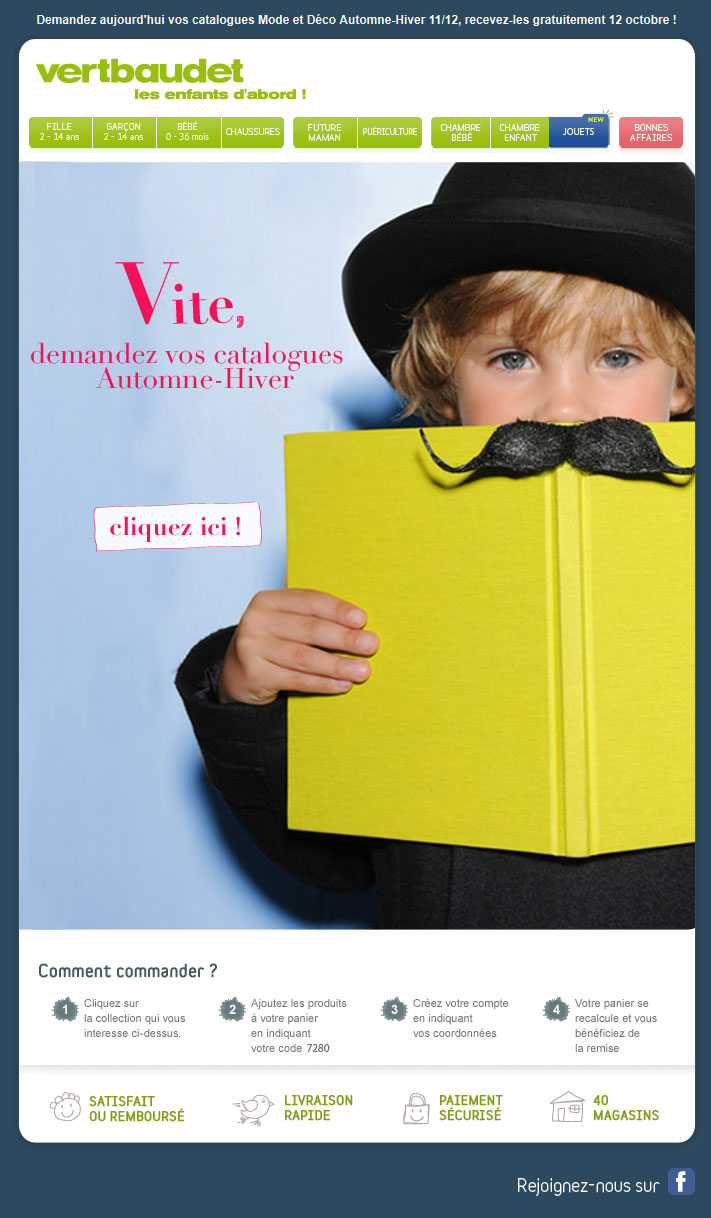 Demandez aujourd'hui vos catalogues Mode et Déco Automne-Hiver 11/12, recevez-les gratuitement 12 octobre !
vertbaudet
les enfants d'abord !
FILLE
2 - 14 ans
GARÇON
2 - 14 ans
BÉBÉ
0 - 36 mois
CHAUSSURES
FUTURE
MAMAN
PUÉRICULTURE
CHAMBRE
BÉBÉ
CHAMBRE
ENFANT
NEW
JOUETS
BONNES
AFFAIRES
Vite,
demandez vos catalogues
Automne-Hiver
cliquez ici !
Comment commander ?
1
Cliquez sur
la collection qui vous
interesse ci-dessus.
2
Ajoutez les produits
à votre panier
en indiquant
votre code 7280
3
Créez votre compte
en indiquant
vos coordonnées
4
Votre panier se
recalcule et vous
bénéficiez de
la remise
SATISFAIT
OU REMBOURSÉ
LIVRAISON
RAPIDE
PAIEMENT
SÉCURISÉ
40
MAGASINS
Rejoignez-nous sur f